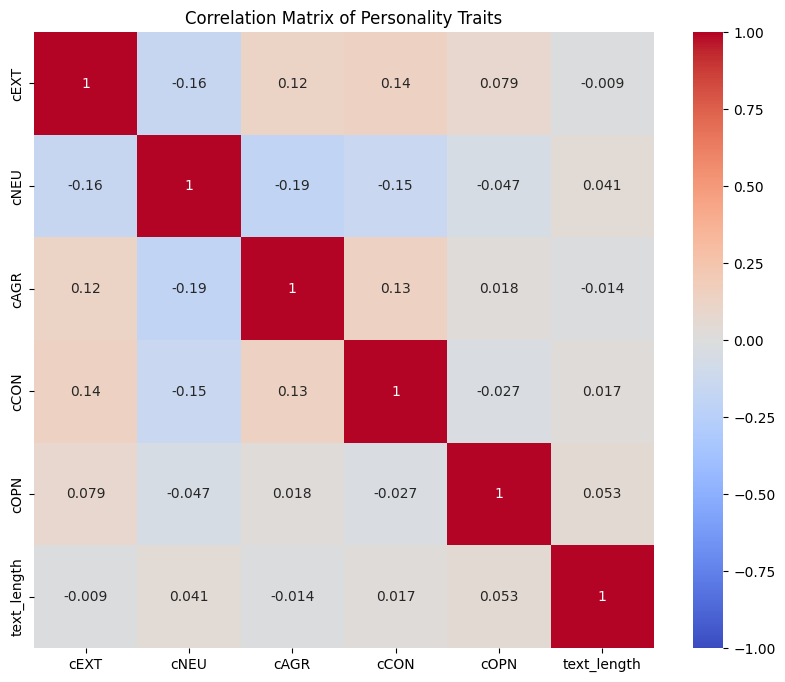 Correlation Matrix of Personality Traits
cEXT 1 -0.16 0.12 0.14 0.079 -0.009
cNEU -0.16 1 -0.19 -0.15 -0.047 0.041
cAGR 0.12 -0.19 1 0.13 0.018 -0.014
cCON 0.14 -0.15 0.13 1 -0.027 0.017
cOPN 0.079 -0.047 0.018 -0.027 1 0.053
text_length -0.009 0.041 -0.014 0.017 0.053 1
cEXT cNEU cAGR cCON cOPN text_length
1.00
0.75
0.50
0.25
0.00
−0.25
−0.50
−0.75
−1.00